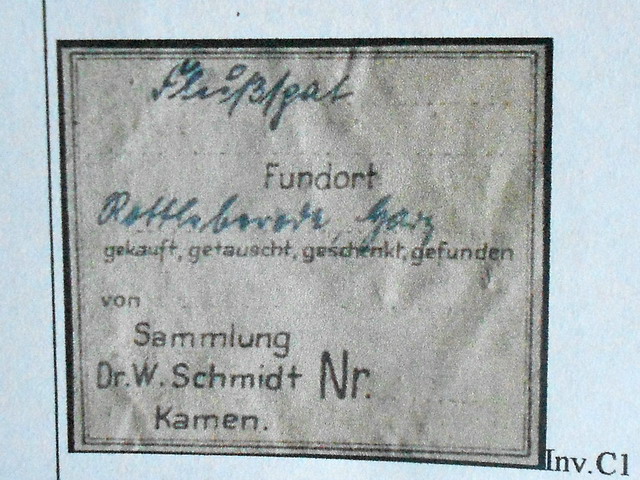 Flußspat
Fundort
Rottleberode, Harz
gekauft, getauscht, geschenkt, gefunden
von
Sammlung
Dr. W. Schmidt Nr.
Kamen.
Inv.C1